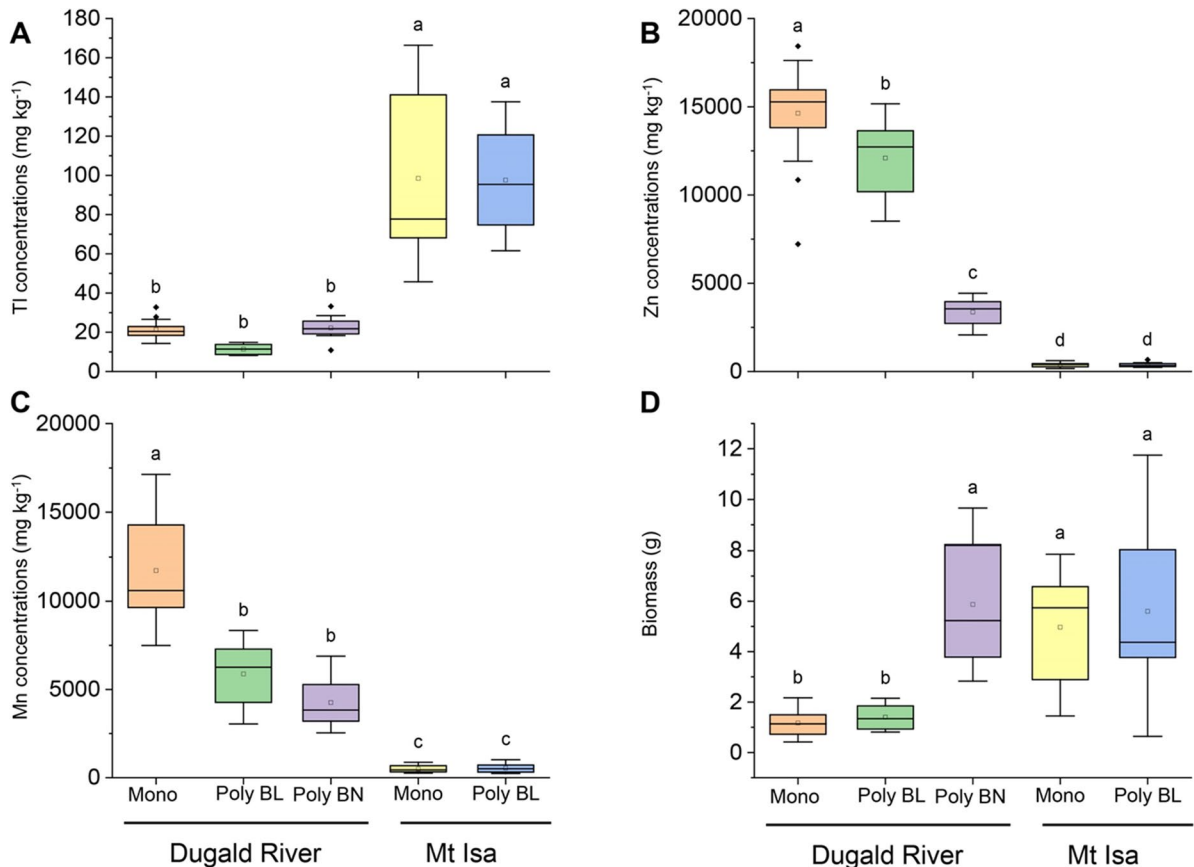 A
Tl concentrations (mg kg-1)
180
160
140
120
100
80
60
40
20
0
b
b
b
a
a
B
Zn concentrations (mg kg-1)
20000
15000
10000
5000
0
a
b
c
d
d
C
Mn concentrations (mg kg-1)
20000
15000
10000
5000
0
a
b
b
c
c
Mono Poly BL Poly BN Mono Poly BL
Dugald River Mt Isa
D
Biomass (g)
12
10
8
6
4
2
0
b
b
a
a
a
Mono Poly BL Poly BN Mono Poly BL
Dugald River Mt Isa